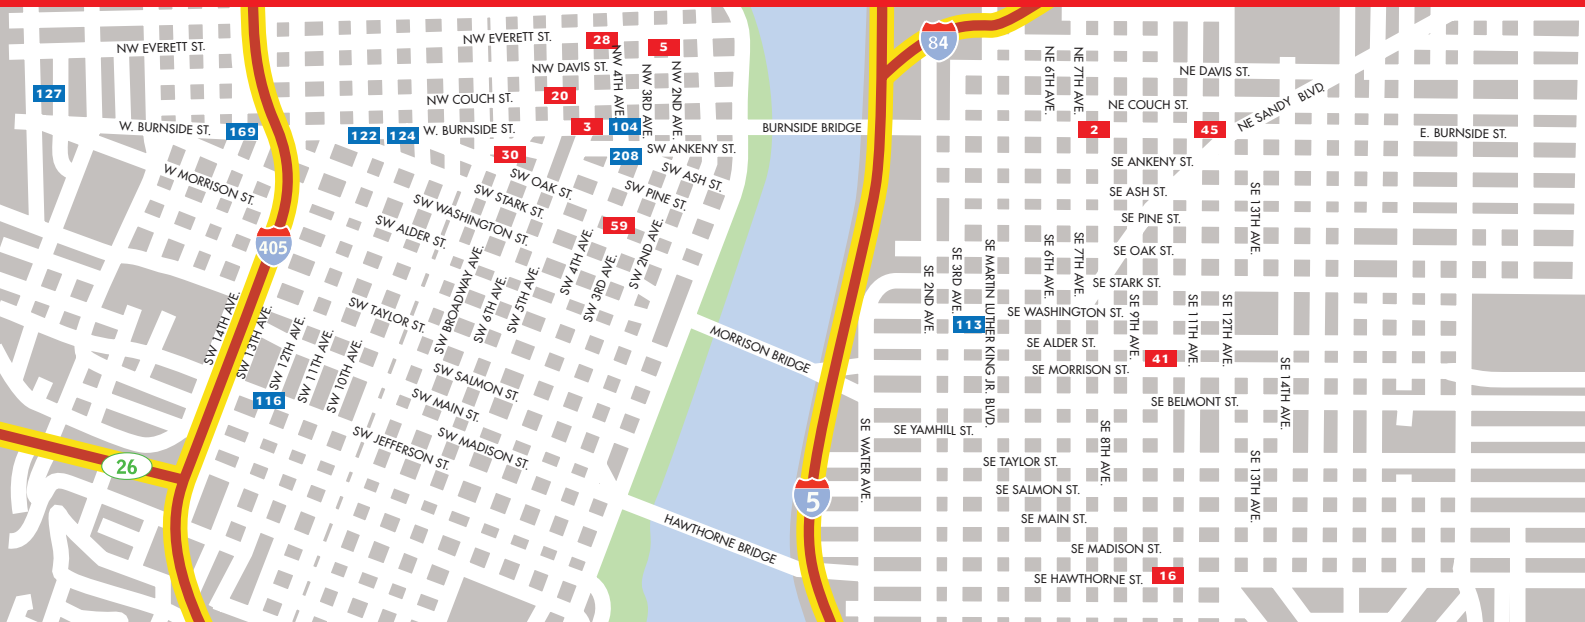 NW EVERETT ST.
NW EVERETT ST.
28
5
84
NW DAVIS ST.
NW 4TH AVE.
NW 3RD AVE.
NW 2ND AVE.
NE 6TH AVE.
NE 7TH AVE.
NE DAVIS ST.
127
NW COUCH ST.
20
NE COUCH ST.
NE SANDY BLVD.
W. BURNSIDE ST.
169
122
124
W. BURNSIDE ST.
3
104
BURNSIDE BRIDGE
2
45
E. BURNSIDE ST.
30
208
SW ANKENY ST.
SE ANKENY ST.
W MORRISON ST.
SW OAK ST.
SW ASH ST.
SW STARK ST.
SW PINE ST.
SE ASH ST.
SE 13TH AVE.
SW WASHINGTON ST.
SW ALDER ST.
59
SE PINE ST.
405
SW BROADWAY AVE.
SW 6TH AVE.
SW 5TH AVE.
SW 4TH AVE.
SW 3RD AVE.
SW 2ND AVE.
SE OAK ST.
SE 2ND AVE.
SE 3RD AVE.
SE MARTIN LUTHER KING JR. BLVD.
SE 6TH AVE.
SE 7TH AVE.
SE STARK ST.
SW 14TH AVE.
SW 13TH AVE.
SW 12TH AVE.
SW 11TH AVE.
SW 10TH AVE.
SW TAYLOR ST.
SE WASHINGTON ST.
SE 9TH AVE.
SE 11TH AVE.
SE 12TH AVE.
113
MORRISON BRIDGE
SE ALDER ST.
41
SE MORRISON ST.
SE 14TH AVE.
SW SALMON ST.
116
SW MAIN ST.
SE BELMONT ST.
SW JEFFERSON ST.
SW MADISON ST.
SE WATER AVE.
SE YAMHILL ST.
SE 8TH AVE.
26
SE TAYLOR ST.
SE 13TH AVE.
5
SE SALMON ST.
SE MAIN ST.
HAWTHORNE BRIDGE
SE MADISON ST.
SE HAWTHORNE ST.
16